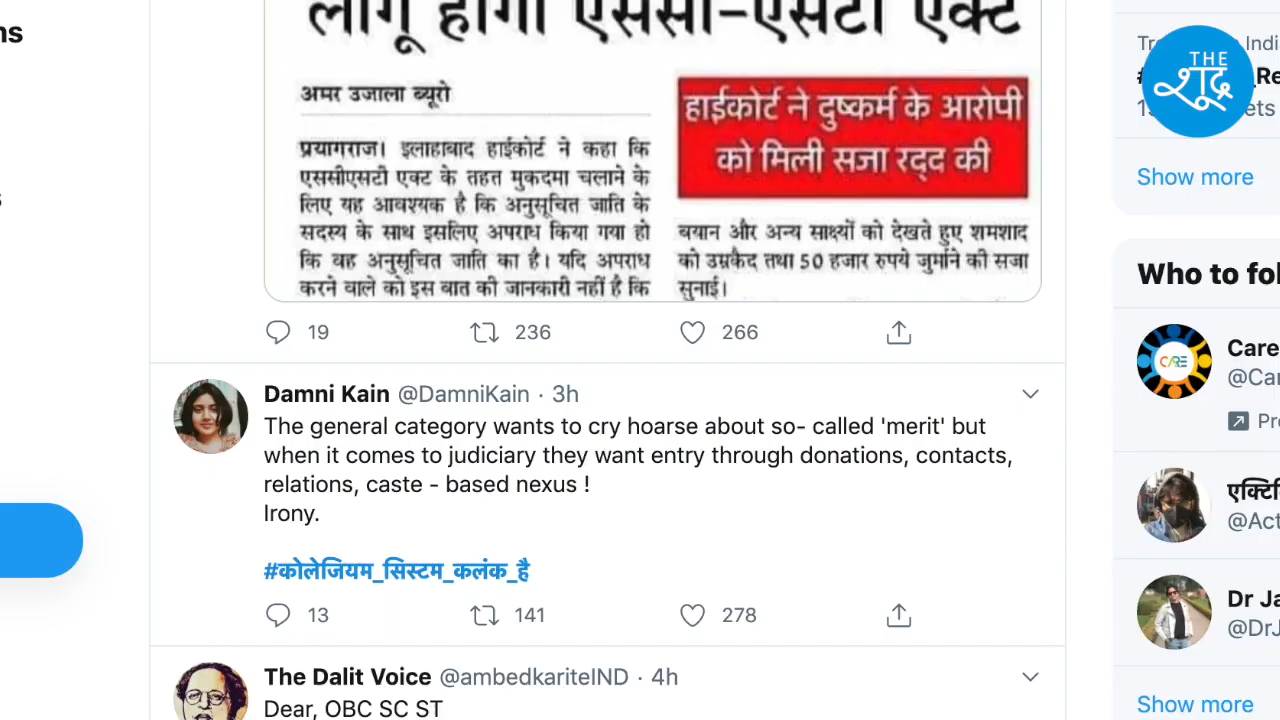 ns
लागू होगा एससी-एसटी एक्ट
अमर उजाला ब्यूरो
प्रयागराज। इलाहाबाद हाईकोर्ट ने कहा कि
एससीएसटी एक्ट के तहत मुकदमा चलाने के
लिए यह आवश्यक है कि अनुसूचित जाति के
सदस्य के साथ इसलिए अपराध किया गया हो
कि वह अनुसूचित जाति का है। यदि अपराध
करने वाले को इस बात की जानकारी नहीं है कि
हाईकोर्ट ने दुष्कर्म के आरोपी
को मिली सजा रद्द की
बयान और अन्य साक्ष्यों को देखते हुए शमशाद
को उम्रकैद तथा 50 हजार रुपये जुर्माने की सजा
सुनाई।
19 236 266
Damni Kain @DamniKain · 3h
The general category wants to cry hoarse about so- called 'merit' but
when it comes to judiciary they want entry through donations, contacts,
relations, caste - based nexus !
Irony.
#कोलेजियम_सिस्टम_कलंक_है
13 141 278
The Dalit Voice @ambedkariteIND · 4h
Dear, OBC SC ST
THE
शूद्र
Show more
Who to fol
Care
@Car
Pro
एक्टि
@Act
Dr Ja
@DrJ
Show more